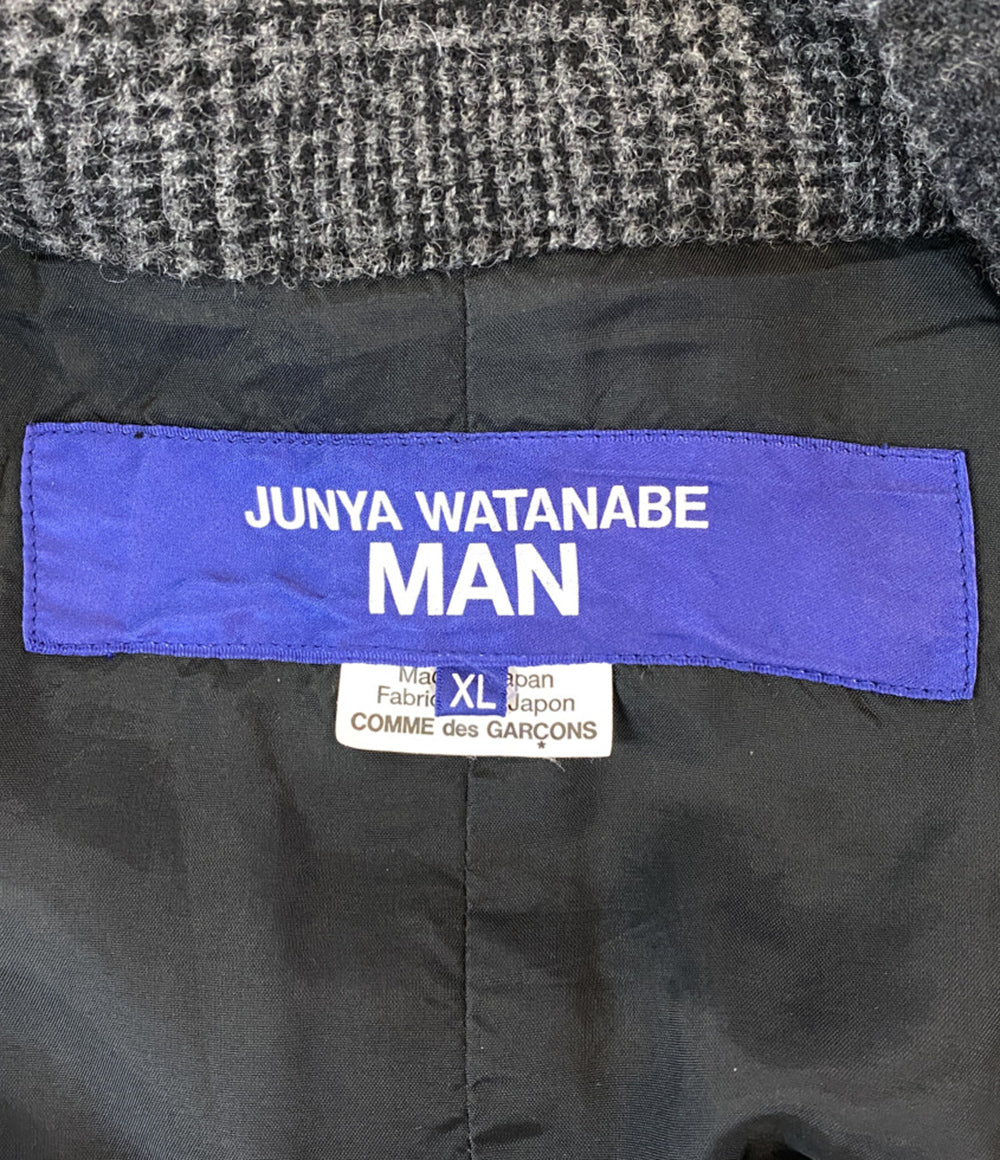 JUNYA WATANABE
MAN
XL
Japon
COMME des GARÇONS
*